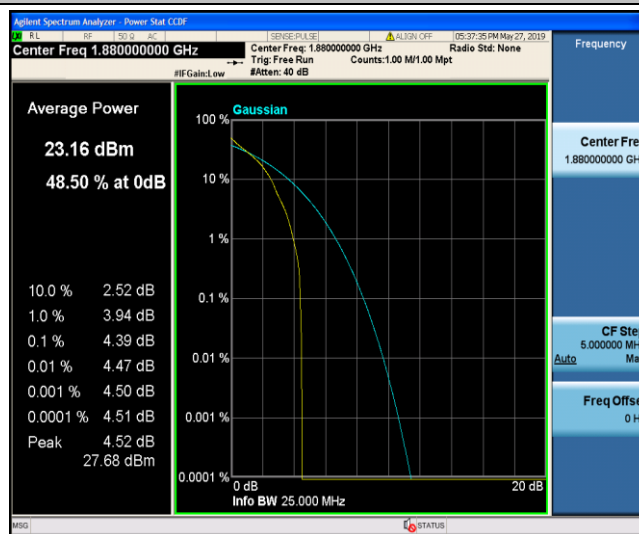 Agilent Spectrum Analyzer - Power Stat CCDF
RL RF 50 Ω AC SENSE:PULSE ALIGN OFF 05:37:35 PM May 27, 2019
Center Freq 1.880000000 GHz
Center Freq: 1.880000000 GHz Radio Std: None
Trig: Free Run Counts:1.00 M/1.00 Mpt
#IFGain:Low #Atten: 40 dB
Frequency
Average Power
23.16 dBm
48.50 % at 0dB
10.0 % 2.52 dB
1.0 % 3.94 dB
0.1 % 4.39 dB
0.01 % 4.47 dB
0.001 % 4.50 dB
0.0001 % 4.51 dB
Peak 4.52 dB
27.68 dBm
Gaussian
100 %
10 %
1 %
0.1 %
0.01 %
0.001 %
0.0001 %
0 dB 20 dB
Info BW 25.000 MHz
Center Fre
1.880000000 GH
CF Ste
5.000000 MH
Auto Ma
Freq Offse
0 H
MSG STATUS